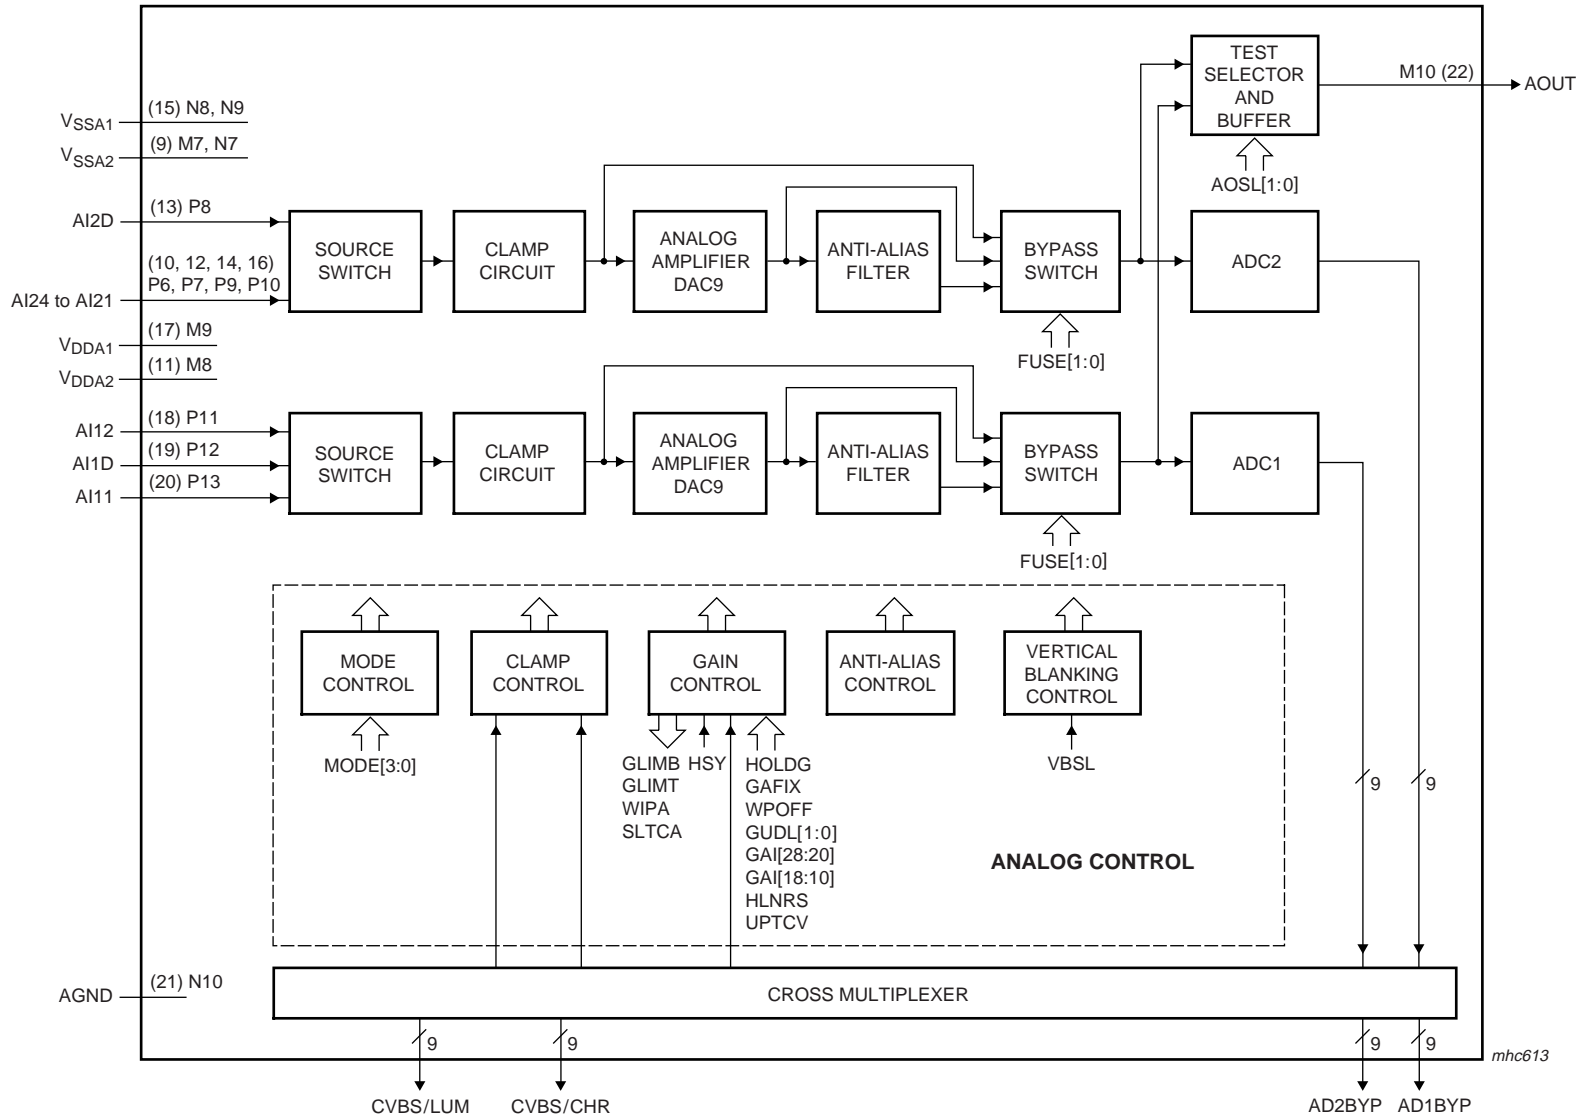 TEST
SELECTOR
AND
BUFFER
M10 (22)
AOUT
AOSL[1:0]
VSSA1
(15) N8, N9
VSSA2
(9) M7, N7
AI2D
(13) P8
(10, 12, 14, 16)
P6, P7, P9, P10
AI24 to AI21
SOURCE
SWITCH
CLAMP
CIRCUIT
ANALOG
AMPLIFIER
DAC9
ANTI-ALIAS
FILTER
BYPASS
SWITCH
ADC2
FUSE[1:0]
VDDA1
(17) M9
VDDA2
(11) M8
AI12
(18) P11
AI1D
(19) P12
AI11
(20) P13
SOURCE
SWITCH
CLAMP
CIRCUIT
ANALOG
AMPLIFIER
DAC9
ANTI-ALIAS
FILTER
BYPASS
SWITCH
ADC1
FUSE[1:0]
MODE
CONTROL
CLAMP
CONTROL
GAIN
CONTROL
ANTI-ALIAS
CONTROL
VERTICAL
BLANKING
CONTROL
MODE[3:0]
GLIMB
GLIMT
WIPA
SLTCA
HSY
HOLDG
GAFIX
WPOFF
GUDL[1:0]
GAI[28:20]
GAI[18:10]
HLNRS
UPTCV
VBSL
9
9
ANALOG CONTROL
AGND
(21) N10
CROSS MULTIPLEXER
9
9
9
9
mhc613
CVBS/LUM
CVBS/CHR
AD2BYP
AD1BYP